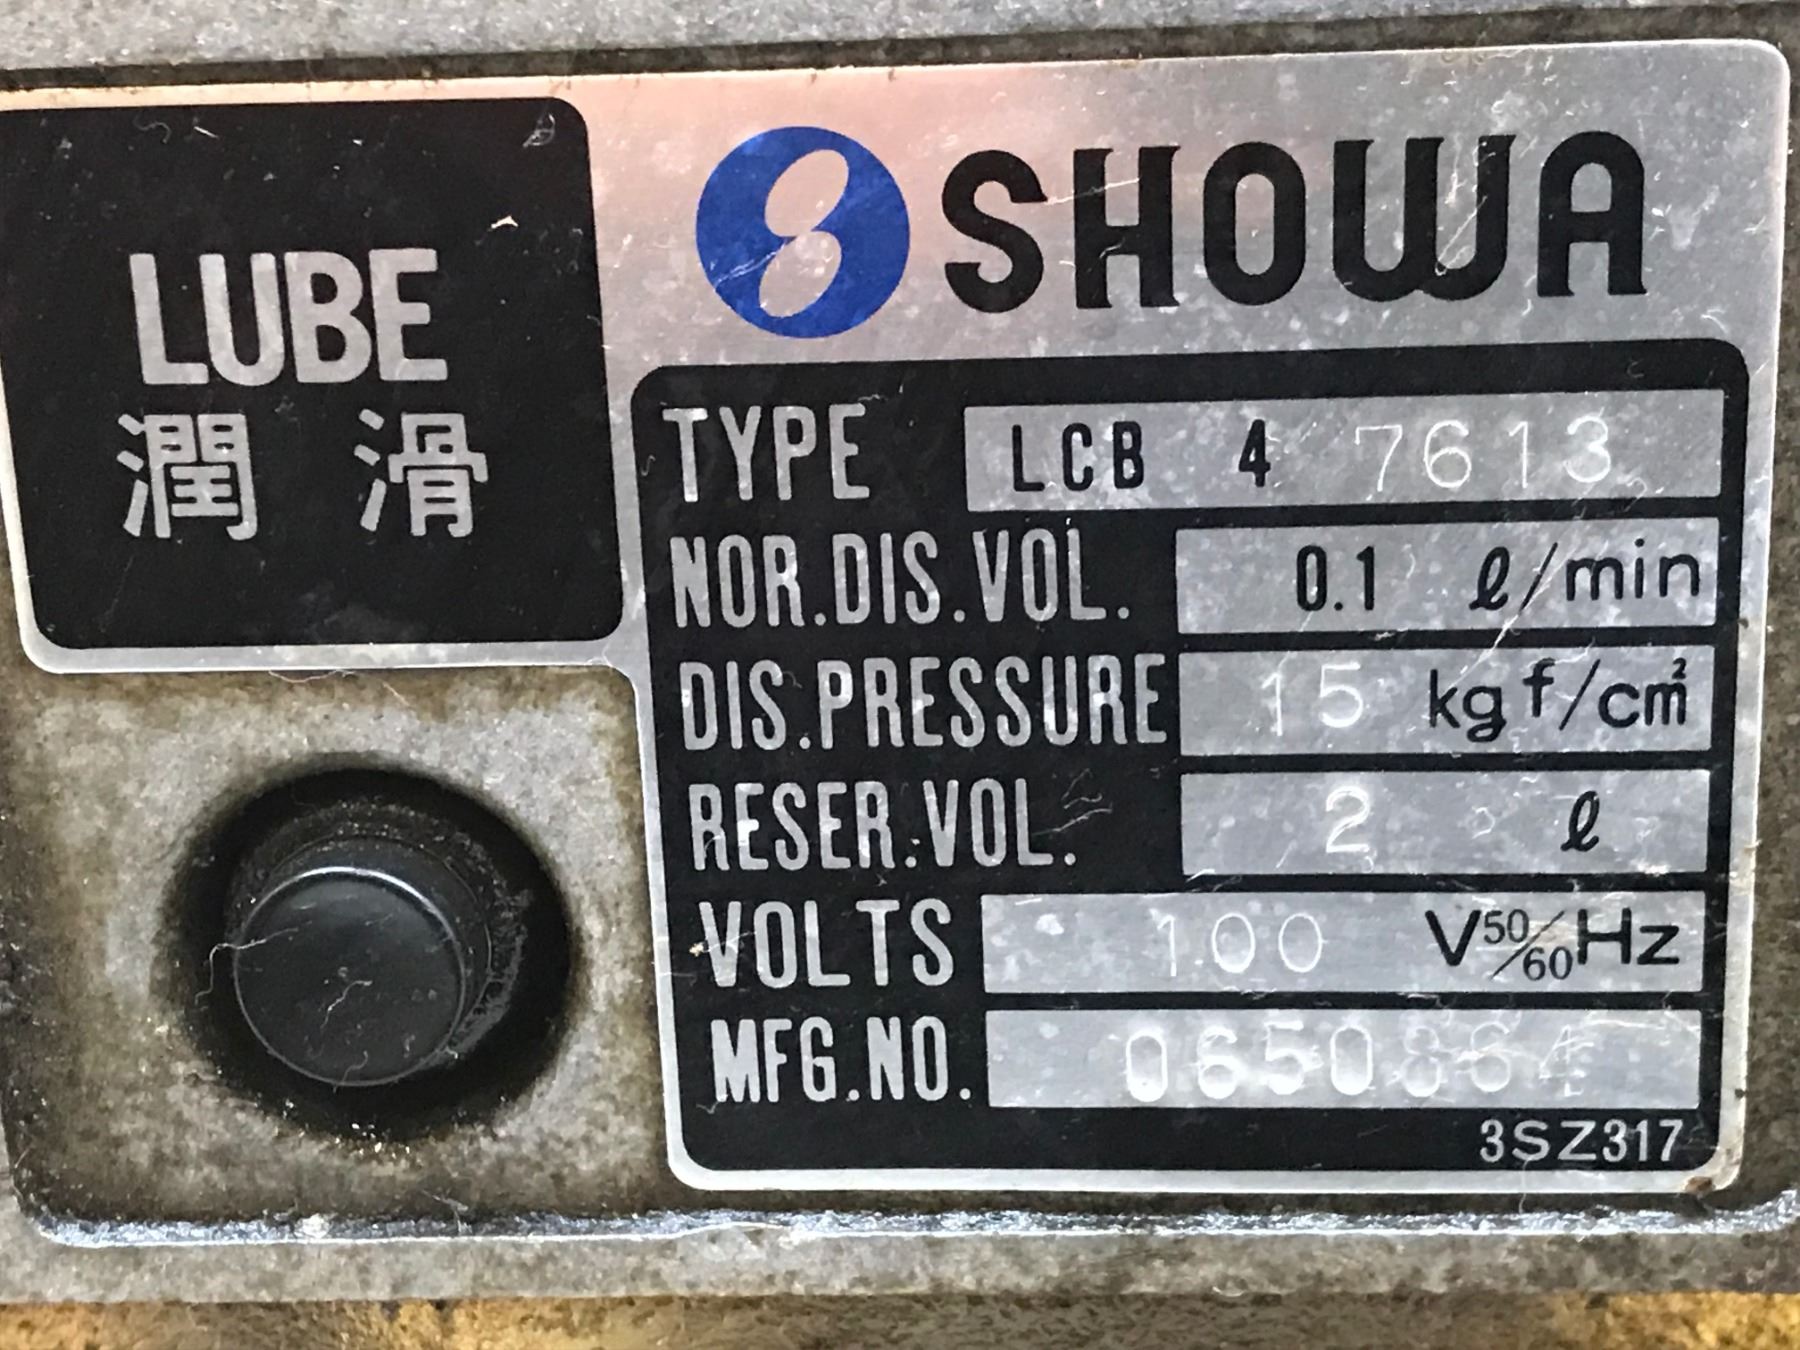 LUBE
潤滑
SHOWA
TYPE LCB 4 7613
NOR.DIS.VOL. 0.1 ℓ/min
DIS.PRESSURE 15 kgf/cm²
RESER.VOL. 2 ℓ
VOLTS 100 V50/60Hz
MFG.NO. 0650864
3SZ317